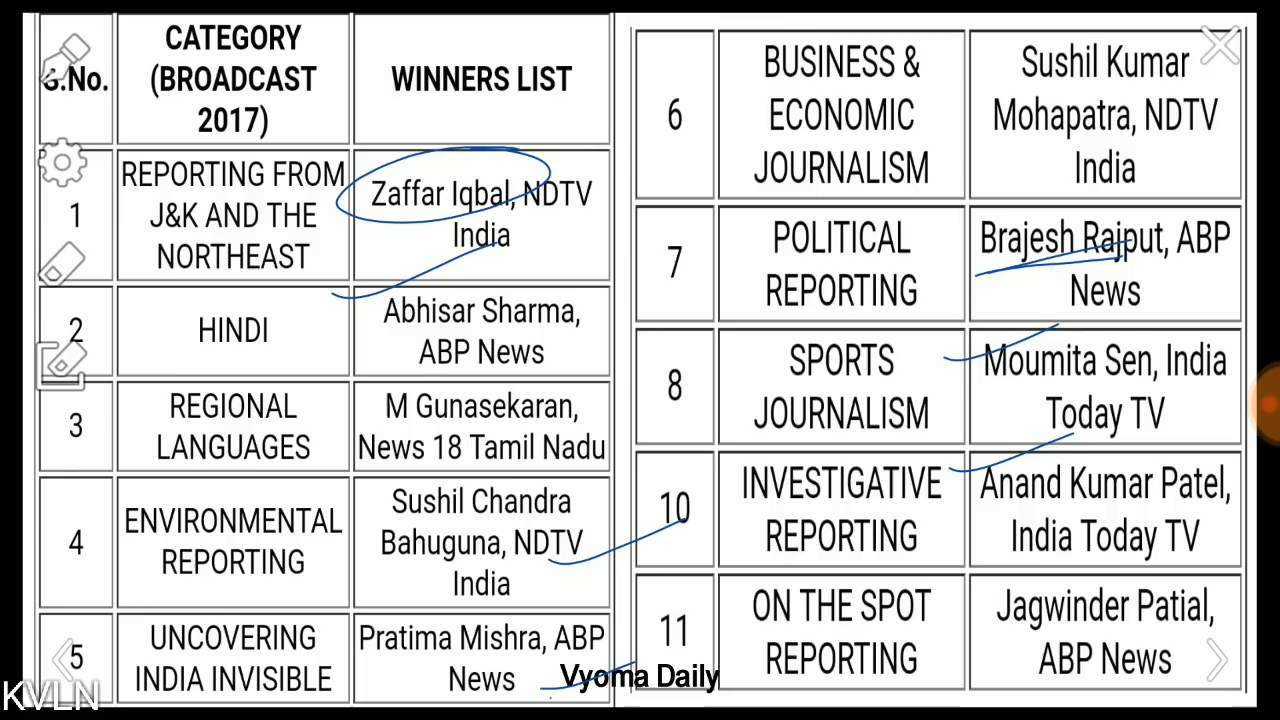 S.No.
CATEGORY
(BROADCAST
2017)
WINNERS LIST
1
REPORTING FROM
J&K AND THE
NORTHEAST
Zaffar Iqbal, NDTV
India
2
HINDI
Abhisar Sharma,
ABP News
3
REGIONAL
LANGUAGES
M Gunasekaran,
News 18 Tamil Nadu
4
ENVIRONMENTAL
REPORTING
Sushil Chandra
Bahuguna, NDTV
India
5
UNCOVERING
INDIA INVISIBLE
Pratima Mishra, ABP
News
6
BUSINESS &
ECONOMIC
JOURNALISM
Sushil Kumar
Mohapatra, NDTV
India
7
POLITICAL
REPORTING
Brajesh Rajput, ABP
News
8
SPORTS
JOURNALISM
Moumita Sen, India
Today TV
10
INVESTIGATIVE
REPORTING
Anand Kumar Patel,
India Today TV
11
ON THE SPOT
REPORTING
Jagwinder Patial,
ABP News
Vyoma Daily
KVLN